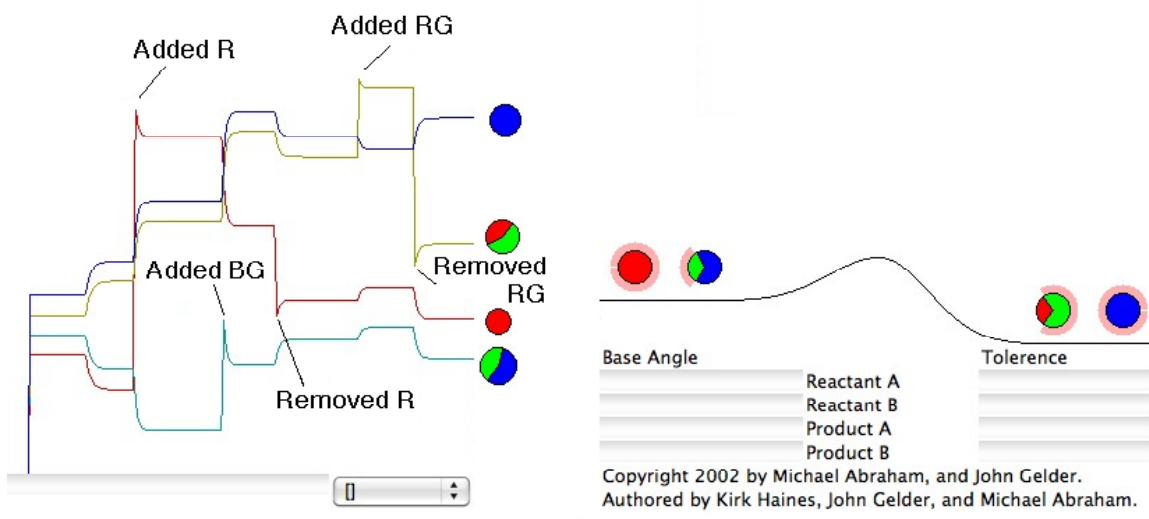 Added RG
Added R
Added BG
Removed
RG
Removed R
[]
Base Angle
Tolerence
Reactant A
Reactant B
Product A
Product B
Copyright 2002 by Michael Abraham, and John Gelder.
Authored by Kirk Haines, John Gelder, and Michael Abraham.